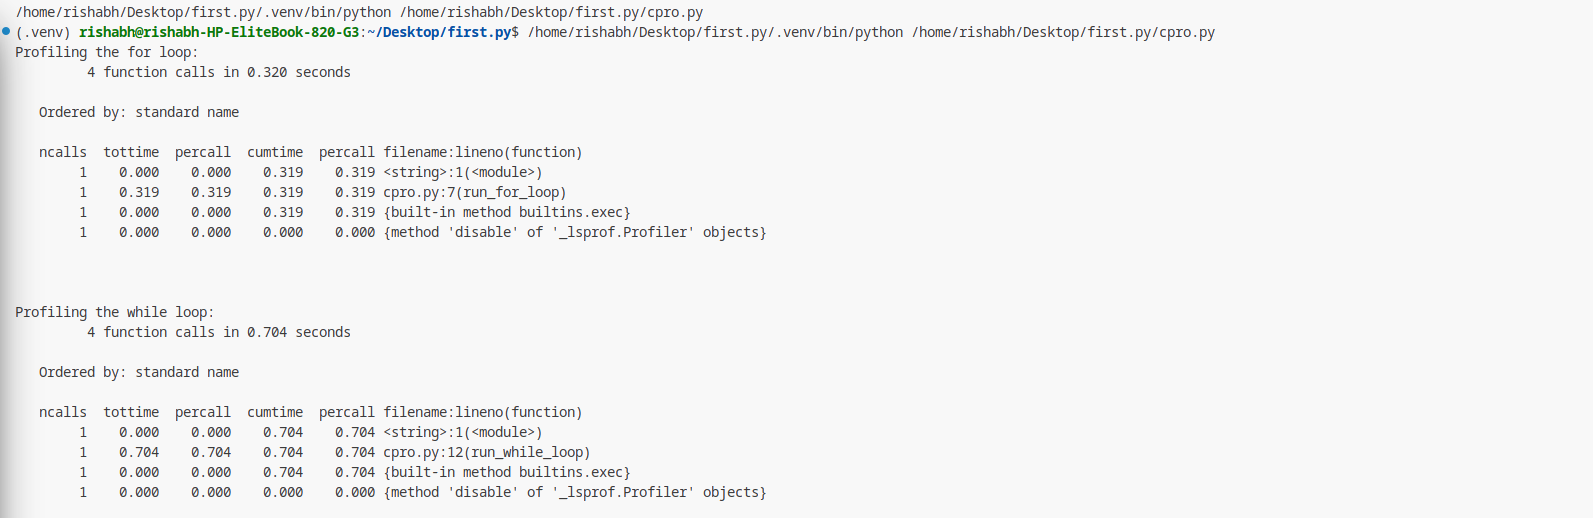 /home/rishabh/Desktop/first.py/.venv/bin/python /home/rishabh/Desktop/first.py/cpro.py
(.venv) rishabh@rishabh-HP-EliteBook-820-G3:~/Desktop/first.py$ /home/rishabh/Desktop/first.py/.venv/bin/python /home/rishabh/Desktop/first.py/cpro.py
Profiling the for loop:
         4 function calls in 0.320 seconds

   Ordered by: standard name

   ncalls  tottime  percall  cumtime  percall filename:lineno(function)
        1    0.000    0.000    0.319    0.319 <string>:1(<module>)
        1    0.319    0.319    0.319    0.319 cpro.py:7(run_for_loop)
        1    0.000    0.000    0.319    0.319 {built-in method builtins.exec}
        1    0.000    0.000    0.000    0.000 {method 'disable' of '_lsprof.Profiler' objects}

Profiling the while loop:
         4 function calls in 0.704 seconds

   Ordered by: standard name

   ncalls  tottime  percall  cumtime  percall filename:lineno(function)
        1    0.000    0.000    0.704    0.704 <string>:1(<module>)
        1    0.704    0.704    0.704    0.704 cpro.py:12(run_while_loop)
        1    0.000    0.000    0.704    0.704 {built-in method builtins.exec}
        1    0.000    0.000    0.000    0.000 {method 'disable' of '_lsprof.Profiler' objects}